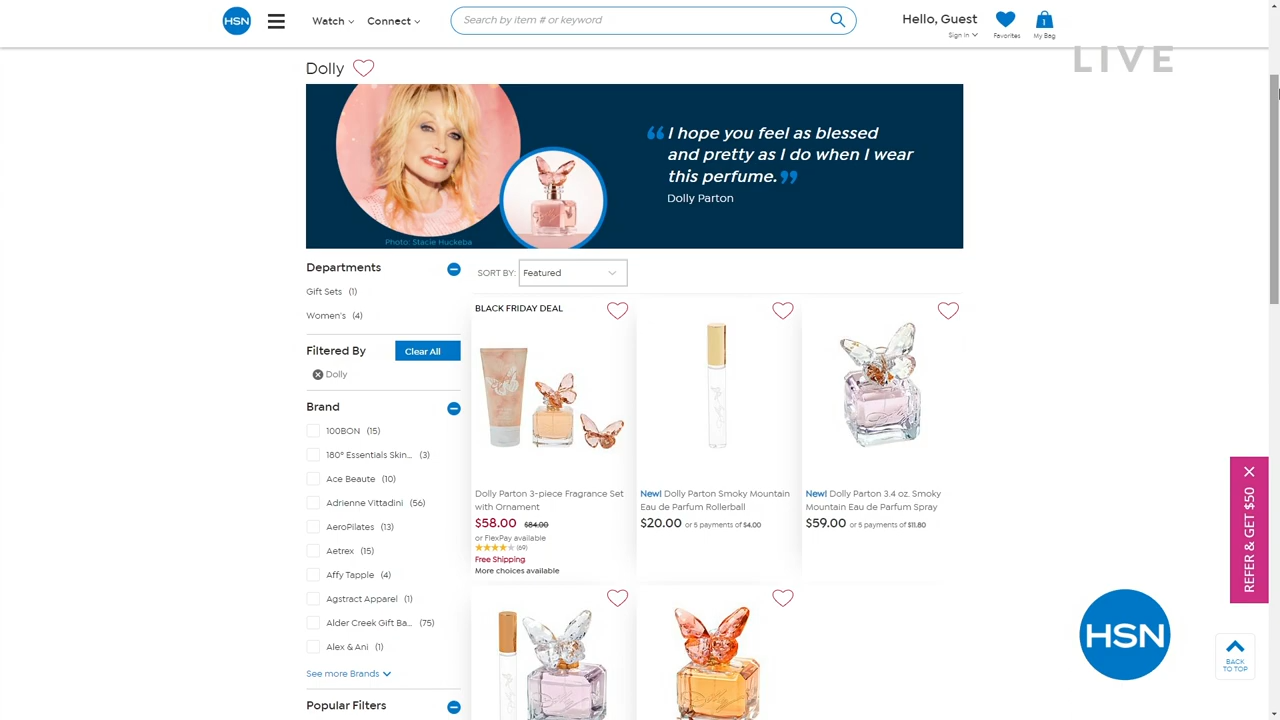 HSN
Watch
Connect
Search by item # or keyword
Hello, Guest
Sign In
Favorites
1
My Bag
LIVE
Dolly
“ I hope you feel as blessed
and pretty as I do when I wear
this perfume. ”
Dolly Parton
Photo: Stacie Huckeba
Departments
Gift Sets (1)
Women's (4)
Filtered By
Clear All
Dolly
Brand
100BON (15)
180° Essentials Skin... (3)
Ace Beaute (10)
Adrienne Vittadini (56)
AeroPilates (13)
Aetrex (15)
Affy Tapple (4)
Agstract Apparel (1)
Alder Creek Gift Ba... (75)
Alex & Ani (1)
See more Brands
Popular Filters
SORT BY: Featured
BLACK FRIDAY DEAL
Dolly Parton 3-piece Fragrance Set
with Ornament
$58.00 $84.00
or FlexPay available
(69)
Free Shipping
More choices available
New! Dolly Parton Smoky Mountain
Eau de Parfum Rollerball
$20.00 or 5 payments of $4.00
New! Dolly Parton 3.4 oz. Smoky
Mountain Eau de Parfum Spray
$59.00 or 5 payments of $11.80
REFER & GET $50
HSN
BACK
TO TOP